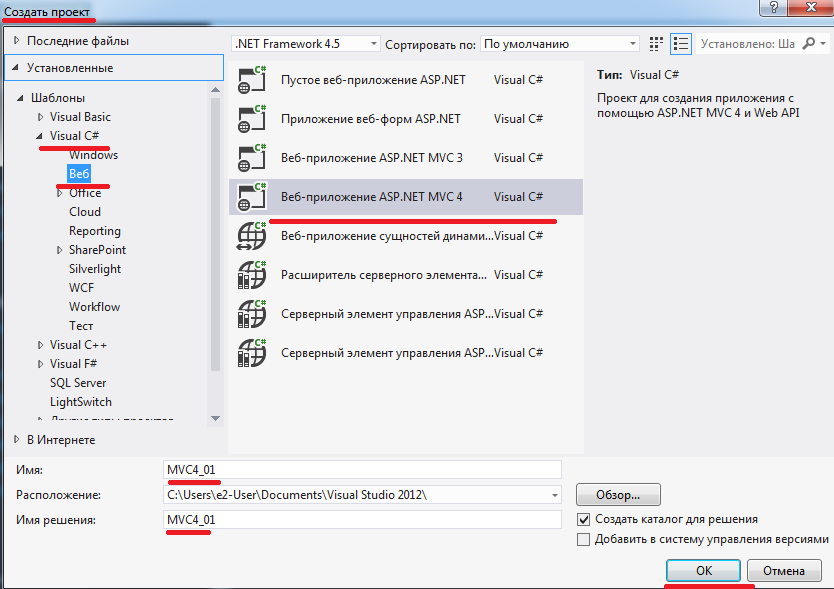 Создать проект
Последние файлы
.NET Framework 4.5
Сортировать по:
По умолчанию
Установлено: Ша
Установленные
Шаблоны
Visual Basic
Visual C#
Windows
Веб
Office
Cloud
Reporting
SharePoint
Silverlight
WCF
Workflow
Тест
Visual C++
Visual F#
SQL Server
LightSwitch
Другие типы проектов
В Интернете
Пустое веб-приложение ASP.NET Visual C#
Приложение веб-форм ASP.NET Visual C#
Веб-приложение ASP.NET MVC 3 Visual C#
Веб-приложение ASP.NET MVC 4 Visual C#
Веб-приложение сущностей динами... Visual C#
Расширитель серверного элемента... Visual C#
Серверный элемент управления ASP... Visual C#
Серверный элемент управления ASP... Visual C#
Тип: Visual C#
Проект для создания приложения с
помощью ASP.NET MVC 4 и Web API
Имя: MVC4_01
Расположение: C:\Users\e2-User\Documents\Visual Studio 2012\
Обзор...
Имя решения: MVC4_01
Создать каталог для решения
Добавить в систему управления версиями
OK
Отмена